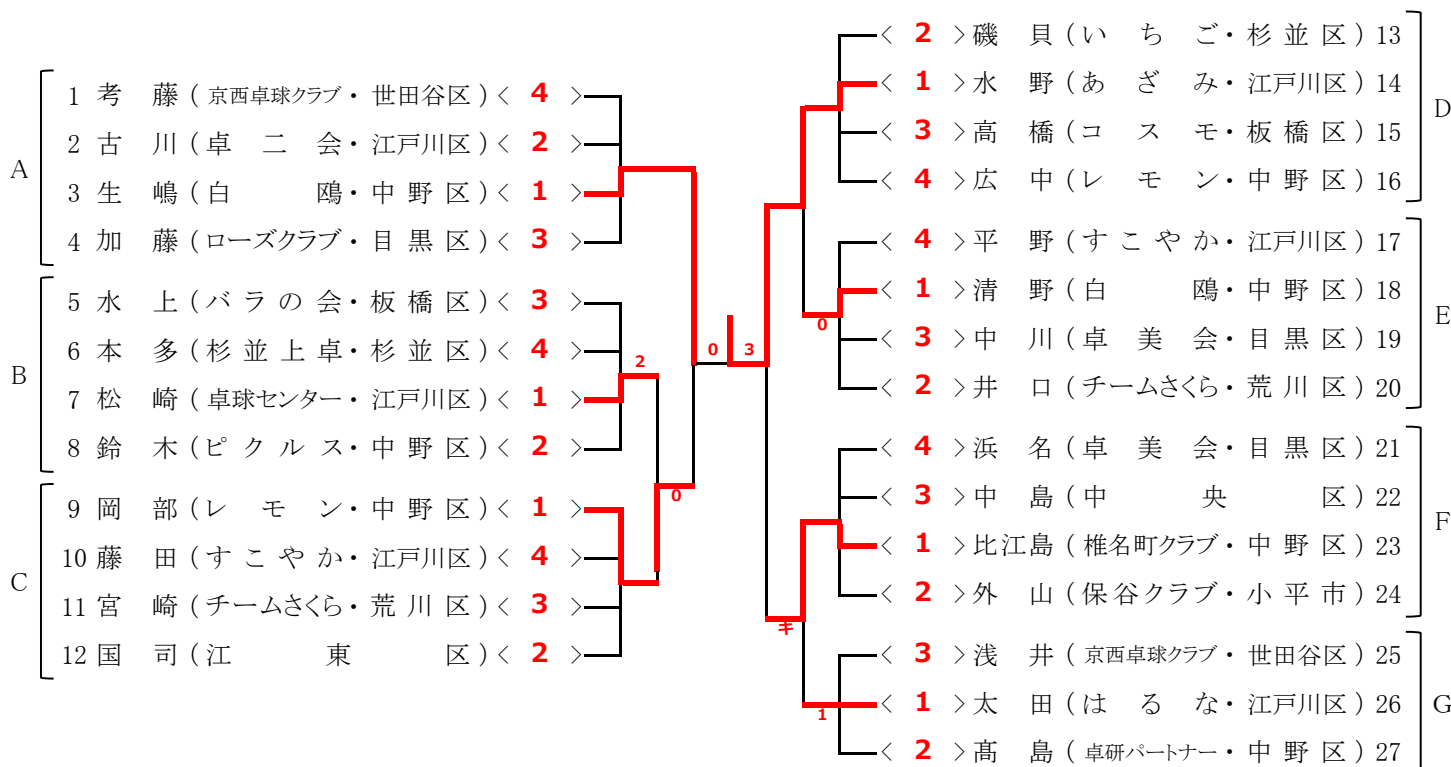 A
1 考 藤 ( 京西卓球クラブ ・ 世田谷区 ) < 4 >
2 古 川 ( 卓 二 会 ・ 江戸川区 ) < 2 >
3 生 嶋 ( 白 鴎 ・ 中 野 区 ) < 1 >
4 加 藤 ( ローズクラブ ・ 目 黒 区 ) < 3 >
B
5 水 上 ( バ ラ の 会 ・ 板 橋 区 ) < 3 >
6 本 多 ( 杉 並 上 卓 ・ 杉 並 区 ) < 4 >
7 松 崎 ( 卓球センター ・ 江戸川区 ) < 1 >
8 鈴 木 ( ピ ク ル ス ・ 中 野 区 ) < 2 >
2
C
9 岡 部 ( レ モ ン ・ 中 野 区 ) < 1 >
10 藤 田 ( す こ や か ・ 江戸川区 ) < 4 >
11 宮 崎 ( チームさくら ・ 荒 川 区 ) < 3 >
12 国 司 ( 江 東 区 ) < 2 >
0
0 3
< 2 > 磯 貝 ( い ち ご ・ 杉 並 区 ) 13
< 1 > 水 野 ( あ ざ み ・ 江戸川区 ) 14
< 3 > 高 橋 ( コ ス モ ・ 板 橋 区 ) 15
< 4 > 広 中 ( レ モ ン ・ 中 野 区 ) 16
D
< 4 > 平 野 ( す こ や か ・ 江戸川区 ) 17
< 1 > 清 野 ( 白 鴎 ・ 中 野 区 ) 18
< 3 > 中 川 ( 卓 美 会 ・ 目 黒 区 ) 19
< 2 > 井 口 ( チームさくら ・ 荒 川 区 ) 20
E
0
< 4 > 浜 名 ( 卓 美 会 ・ 目 黒 区 ) 21
< 3 > 中 島 ( 中 央 区 ) 22
< 1 > 比江島 ( 椎名町クラブ ・ 中 野 区 ) 23
< 2 > 外 山 ( 保谷クラブ ・ 小 平 市 ) 24
F
キ
< 3 > 浅 井 ( 京西卓球クラブ ・ 世田谷区 ) 25
< 1 > 太 田 ( は る な ・ 江戸川区 ) 26
< 2 > 髙 島 ( 卓研パートナー ・ 中 野 区 ) 27
G
1